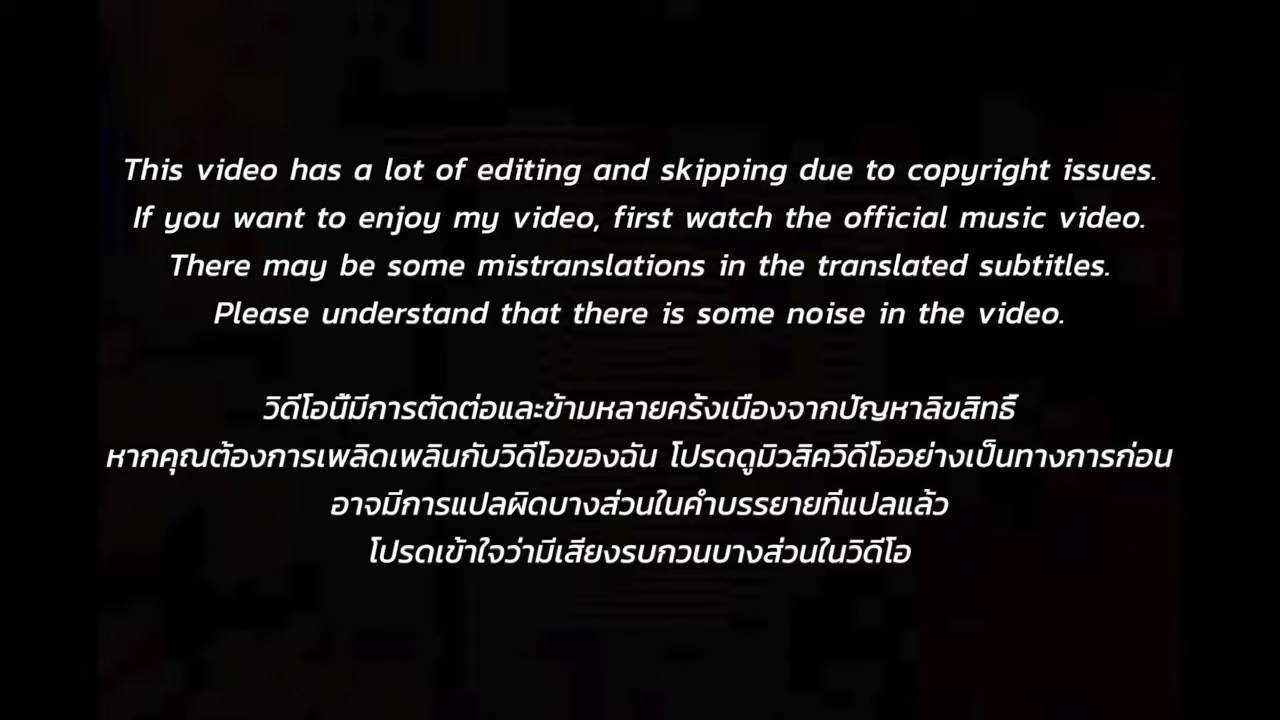 This video has a lot of editing and skipping due to copyright issues.
If you want to enjoy my video, first watch the official music video.
There may be some mistranslations in the translated subtitles.
Please understand that there is some noise in the video.
วิดีโอนี้มีการตัดต่อและข้ามหลายครั้งเนื่องจากปัญหาลิขสิทธิ์
หากคุณต้องการเพลิดเพลินกับวิดีโอของฉัน โปรดดูมิวสิควิดีโออย่างเป็นทางการก่อน
อาจมีการแปลผิดบางส่วนในคำบรรยายที่แปลแล้ว
โปรดเข้าใจว่ามีเสียงรบกวนบางส่วนในวิดีโอ